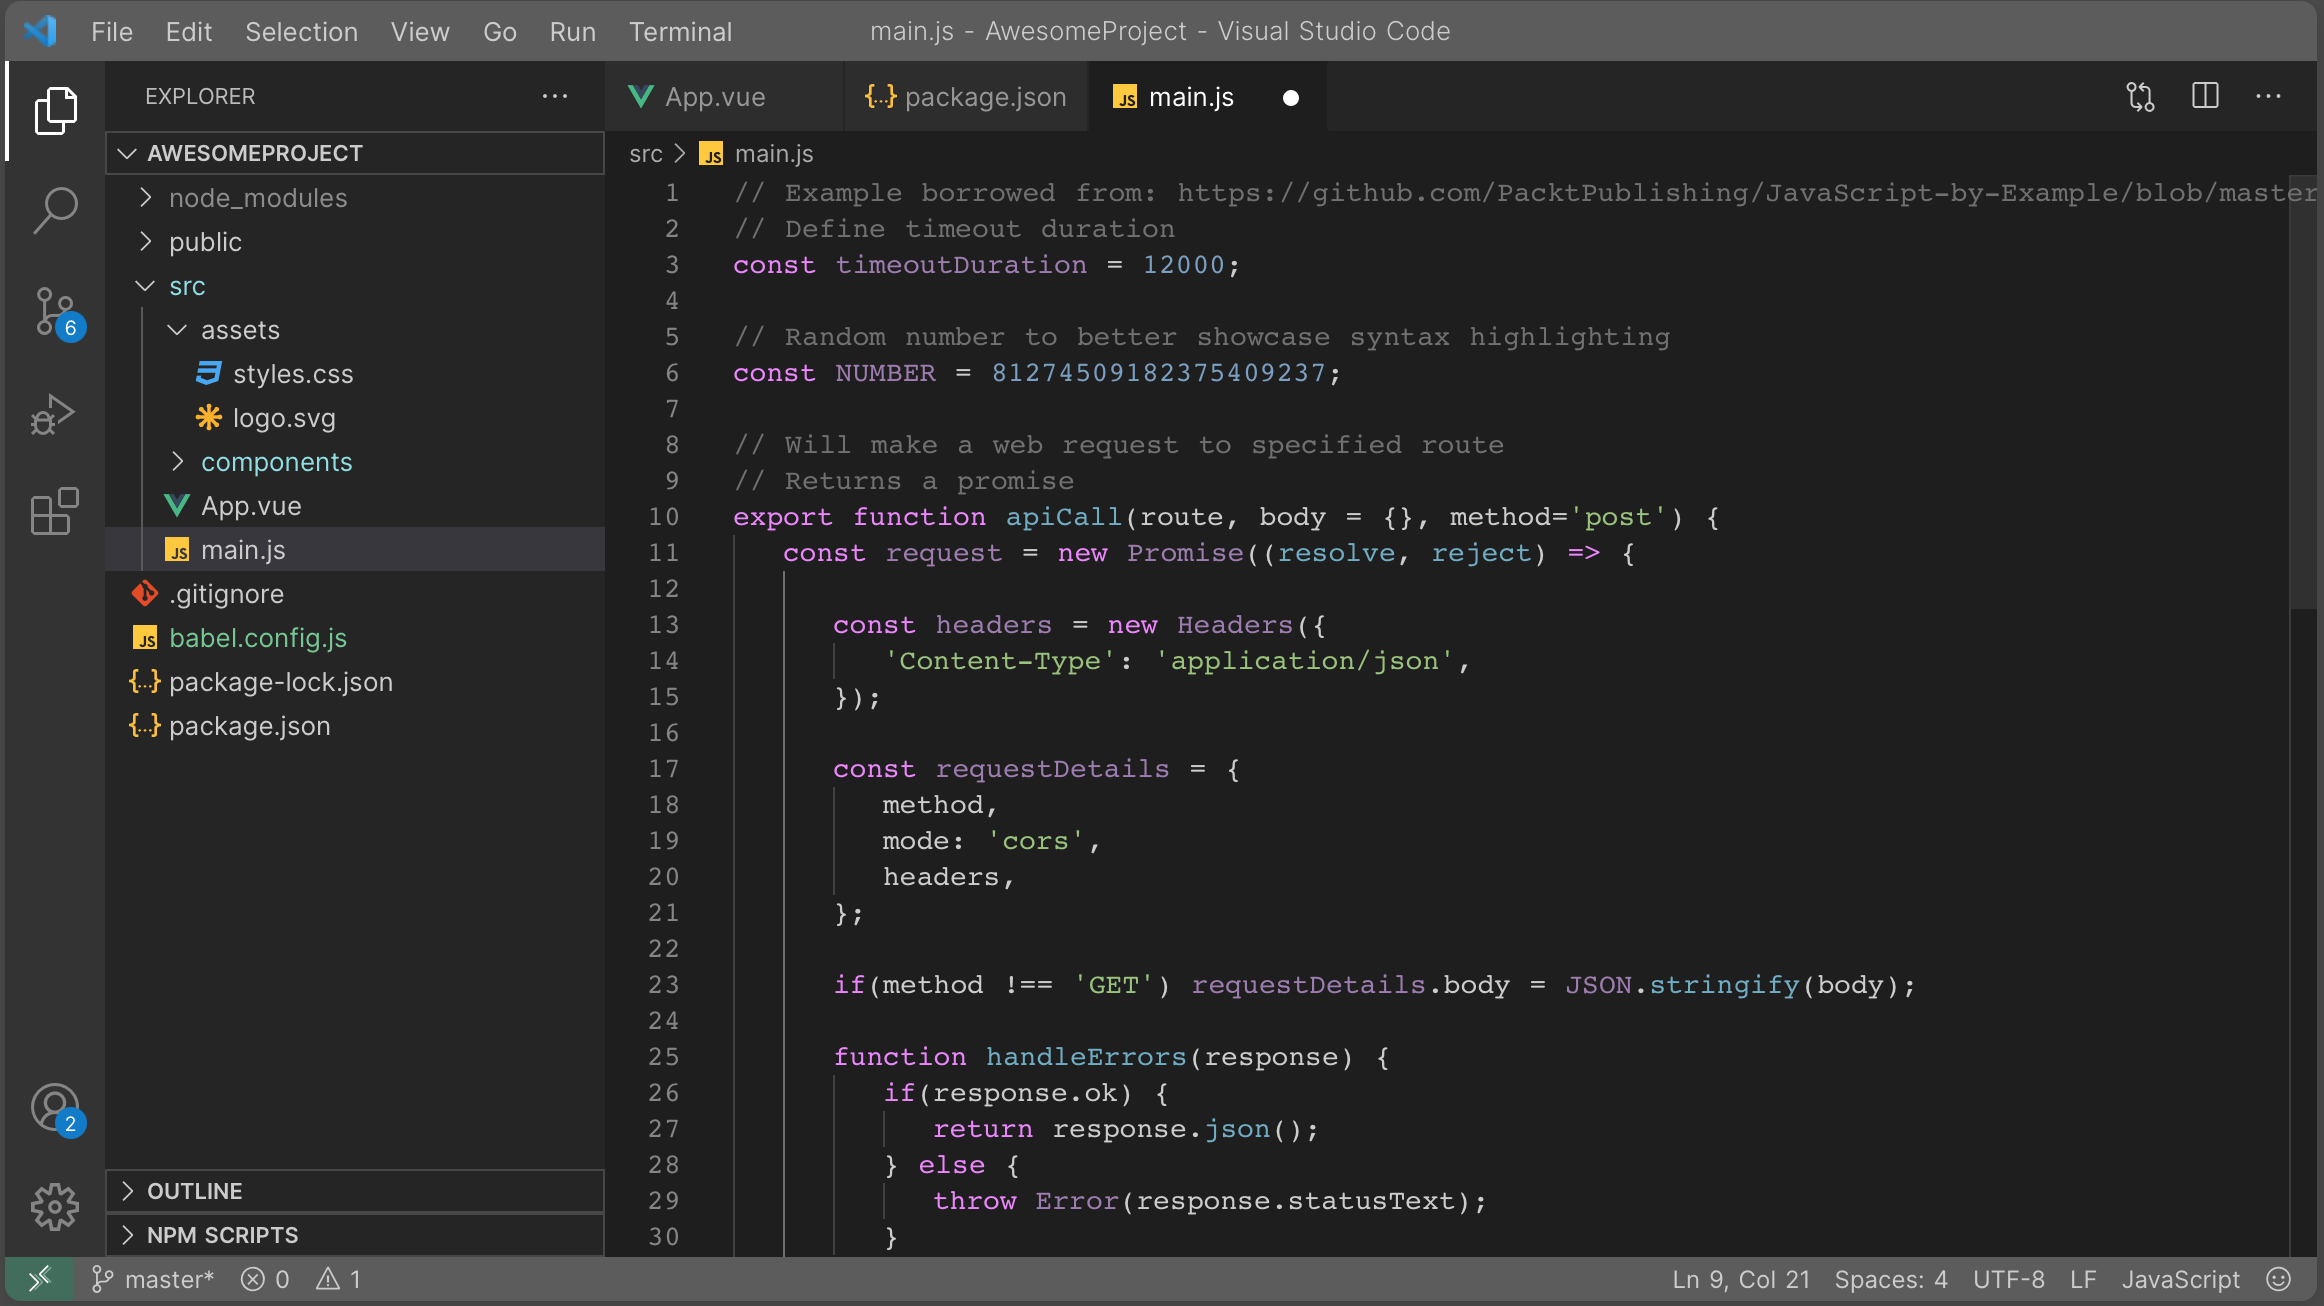 File Edit Selection View Go Run Terminal main.js - AwesomeProject - Visual Studio Code
EXPLORER ···
AWESOMEPROJECT
node_modules
public
src
assets
styles.css
logo.svg
components
App.vue
JS main.js
.gitignore
JS babel.config.js
{...} package-lock.json
{...} package.json
OUTLINE
NPM SCRIPTS
6
2
App.vue {...} package.json JS main.js
src > JS main.js
1 // Example borrowed from: https://github.com/PacktPublishing/JavaScript-by-Example/blob/master
2 // Define timeout duration
3 const timeoutDuration = 12000;
4
5 // Random number to better showcase syntax highlighting
6 const NUMBER = 81274509182375409237;
7
8 // Will make a web request to specified route
9 // Returns a promise
10 export function apiCall(route, body = {}, method='post') {
11 const request = new Promise((resolve, reject) => {
12
13 const headers = new Headers({
14 'Content-Type': 'application/json',
15 });
16
17 const requestDetails = {
18 method,
19 mode: 'cors',
20 headers,
21 };
22
23 if(method !== 'GET') requestDetails.body = JSON.stringify(body);
24
25 function handleErrors(response) {
26 if(response.ok) {
27 return response.json();
28 } else {
29 throw Error(response.statusText);
30 }
master* 0 1 Ln 9, Col 21 Spaces: 4 UTF-8 LF JavaScript